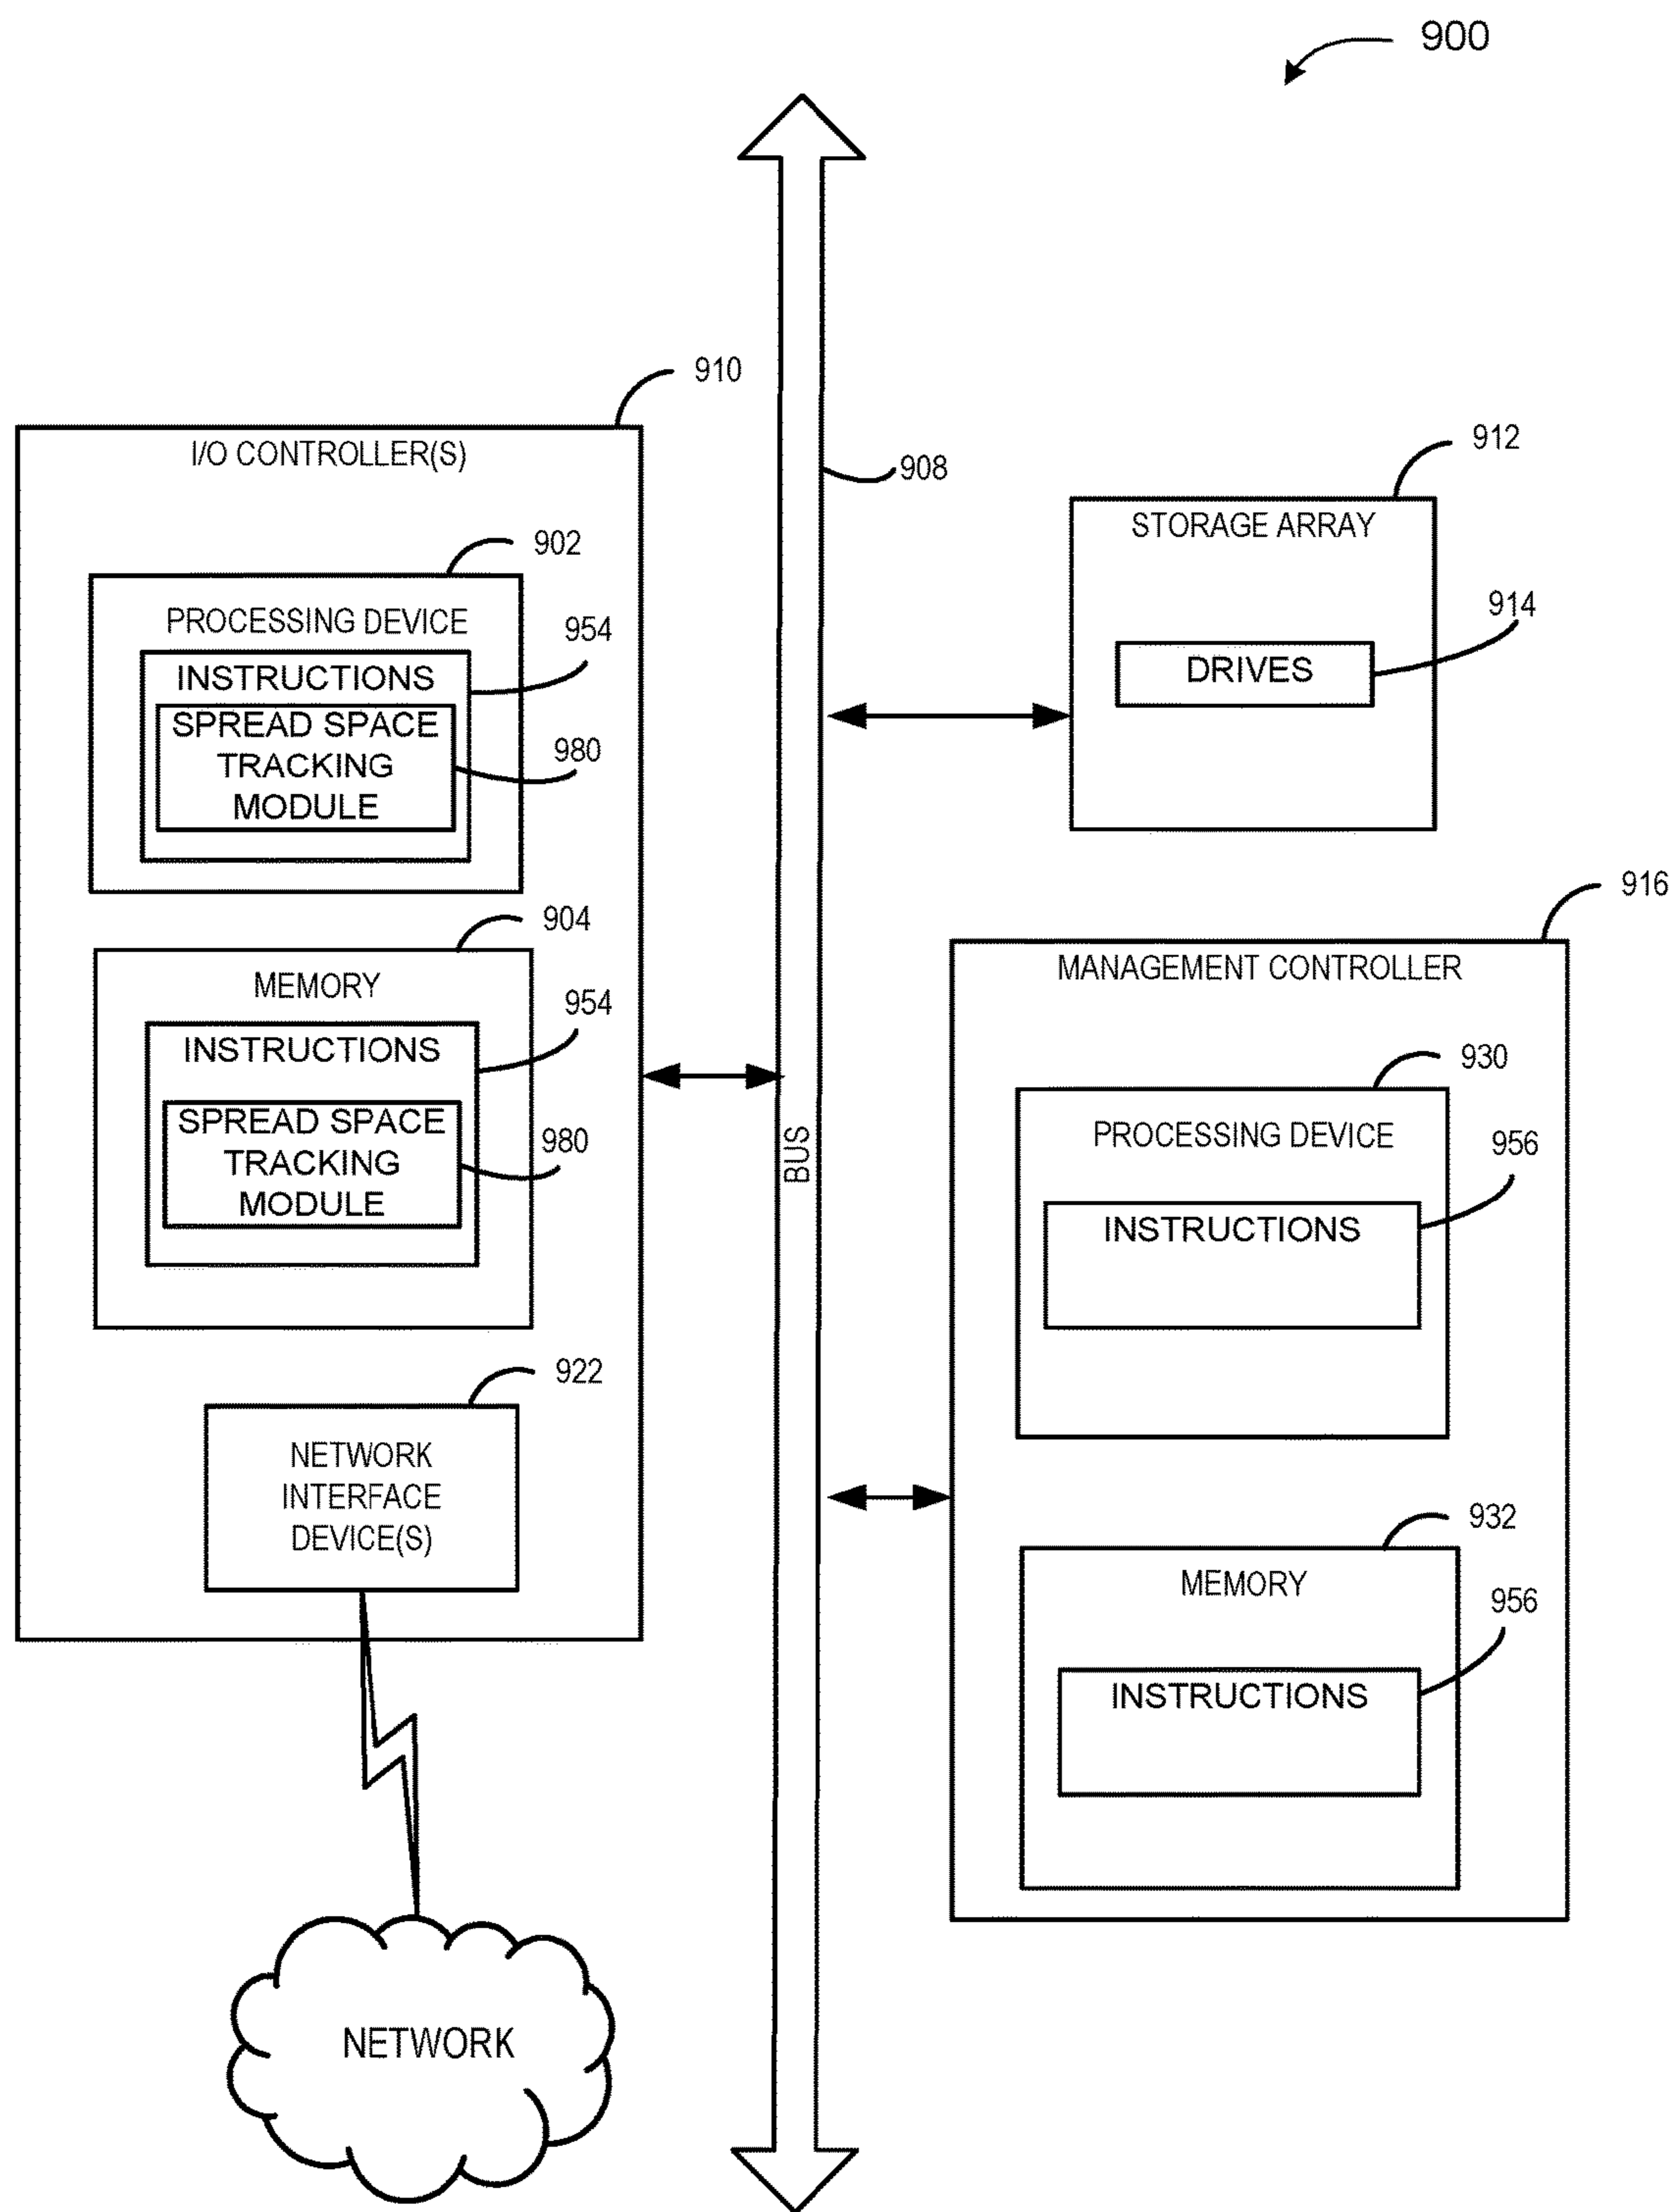 900
910
I/O CONTROLLER(S)
902
PROCESSING DEVICE
954
INSTRUCTIONS
SPREAD SPACE
TRACKING
MODULE
980
904
MEMORY
954
INSTRUCTIONS
SPREAD SPACE
TRACKING
MODULE
980
922
NETWORK
INTERFACE
DEVICE(S)
NETWORK
908
BUS
912
STORAGE ARRAY
914
DRIVES
916
MANAGEMENT CONTROLLER
930
PROCESSING DEVICE
956
INSTRUCTIONS
932
MEMORY
956
INSTRUCTIONS